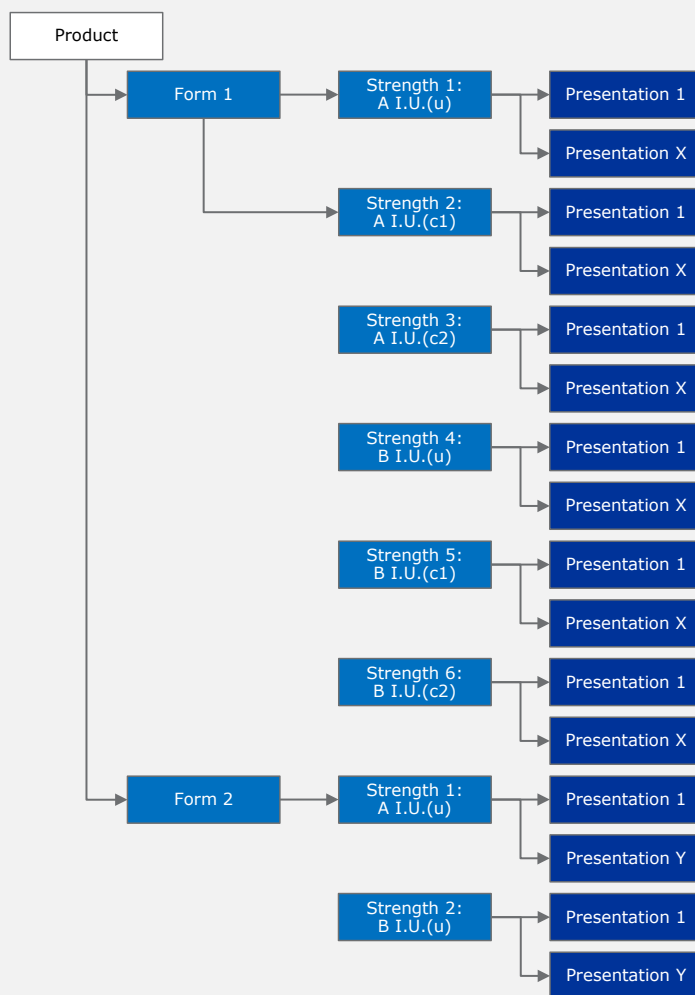 Product
Form 1
Strength 1:
A I.U.(u)
Presentation 1
Presentation X
Strength 2:
A I.U.(c1)
Presentation 1
Presentation X
Strength 3:
A I.U.(c2)
Presentation 1
Presentation X
Strength 4:
B I.U.(u)
Presentation 1
Presentation X
Strength 5:
B I.U.(c1)
Presentation 1
Presentation X
Strength 6:
B I.U.(c2)
Presentation 1
Presentation X
Form 2
Strength 1:
A I.U.(u)
Presentation 1
Presentation Y
Strength 2:
B I.U.(u)
Presentation 1
Presentation Y